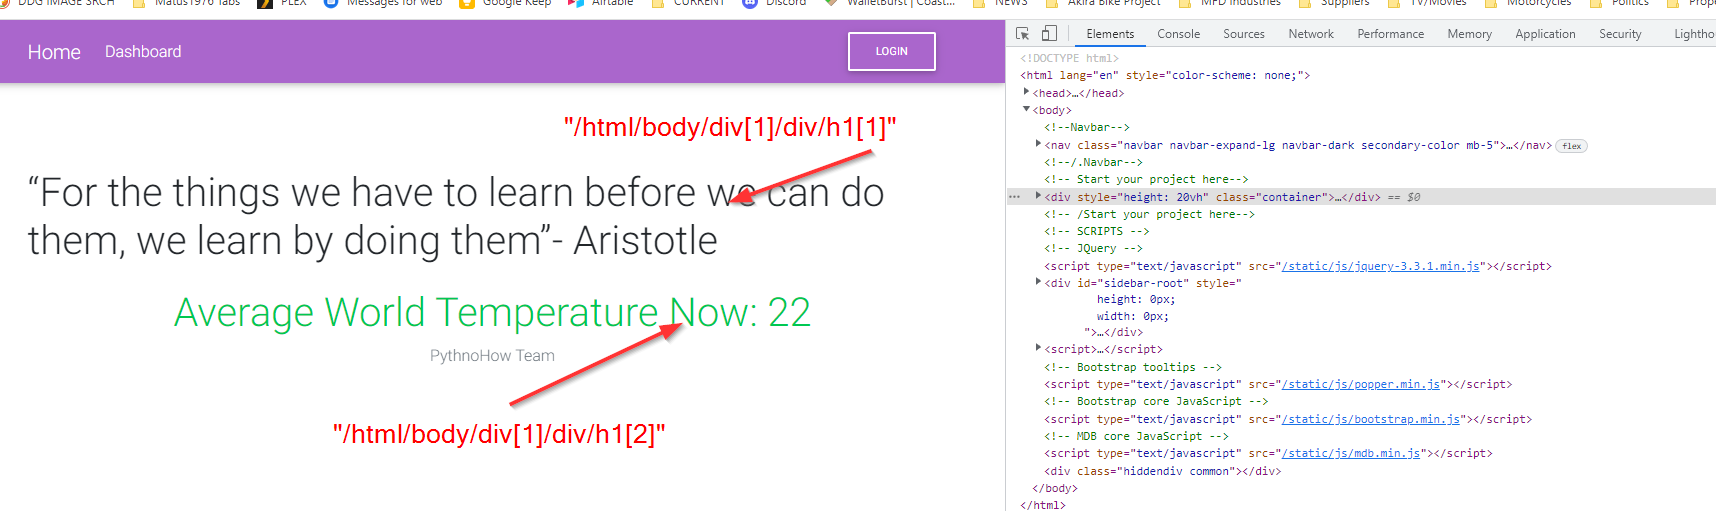 DDG IMAGE SRCH Matus1976 Tabs PLEX Messages for web Google Keep Airtable CURRENT Discord WalletBurst | Coast... NEWS Akira Bike Project MFD Industries Suppliers TV/Movies Motorcycles Politics
Home Dashboard LOGIN
"/html/body/div[1]/div/h1[1]"
“For the things we have to learn before we can do
them, we learn by doing them”- Aristotle
Average World Temperature Now: 22
PythnoHow Team
"/html/body/div[1]/div/h1[2]"
Elements Console Sources Network Performance Memory Application Security Lightho
<!DOCTYPE html>
<html lang="en" style="color-scheme: none;">
<head>…</head>
<body>
<!--Navbar-->
<nav class="navbar navbar-expand-lg navbar-dark secondary-color mb-5">…</nav> flex
<!--/.Navbar-->
<!-- Start your project here-->
<div style="height: 20vh" class="container">…</div> == $0
<!-- /Start your project here-->
<!-- SCRIPTS -->
<!-- JQuery -->
<script type="text/javascript" src="/static/js/jquery-3.3.1.min.js"></script>
<div id="sidebar-root" style="
height: 0px;
width: 0px;
">…</div>
<script>…</script>
<!-- Bootstrap tooltips -->
<script type="text/javascript" src="/static/js/popper.min.js"></script>
<!-- Bootstrap core JavaScript -->
<script type="text/javascript" src="/static/js/bootstrap.min.js"></script>
<!-- MDB core JavaScript -->
<script type="text/javascript" src="/static/js/mdb.min.js"></script>
<div class="hiddendiv common"></div>
</body>
</html>